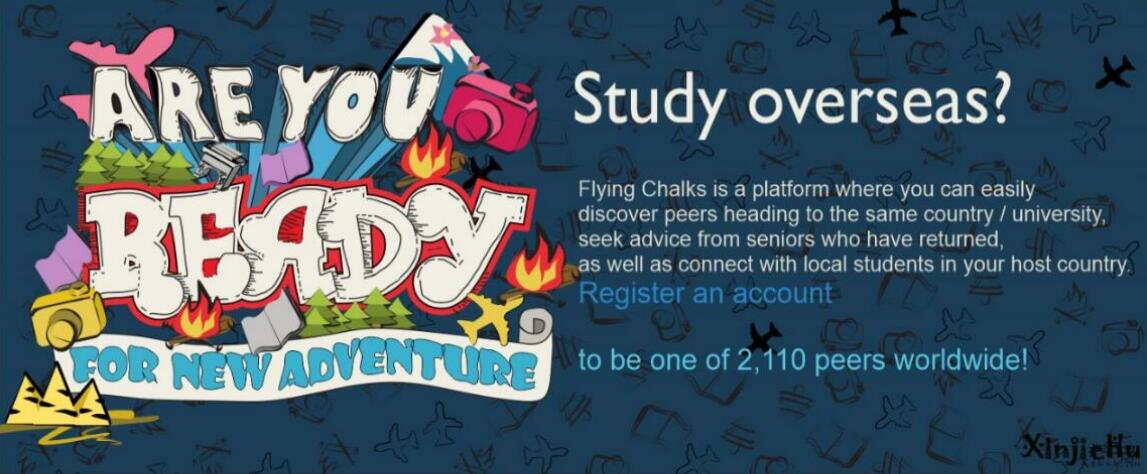 ARE YOU
READY
FOR NEW ADVENTURE
Study overseas?
Flying Chalks is a platform where you can easily
discover peers heading to the same country / university,
seek advice from seniors who have returned,
as well as connect with local students in your host country.
Register an account
to be one of 2,110 peers worldwide!
XinjieHu